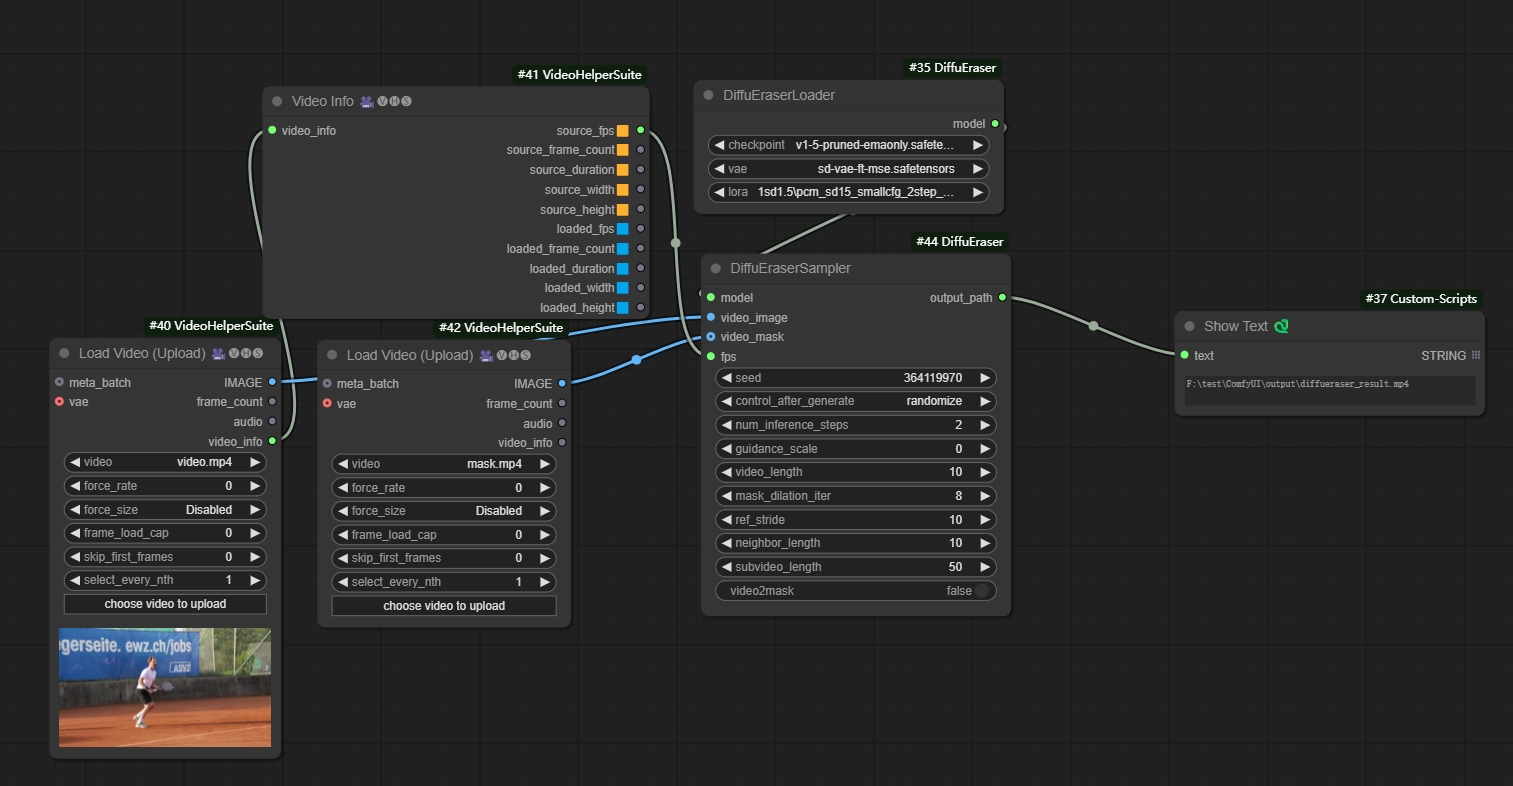 #41 VideoHelperSuite
Video Info VHS
video_info
source_fps
source_frame_count
source_duration
source_width
source_height
loaded_fps
loaded_frame_count
loaded_duration
loaded_width
loaded_height
#35 DiffuEraser
DiffuEraserLoader
model
checkpoint v1-5-pruned-emaonly.safete...
vae sd-vae-ft-mse.safetensors
lora 1sd1.5\pcm_sd15_smallcfg_2step_...
#40 VideoHelperSuite
Load Video (Upload) VHS
meta_batch IMAGE
vae frame_count
audio
video_info
video video.mp4
force_rate 0
force_size Disabled
frame_load_cap 0
skip_first_frames 0
select_every_nth 1
choose video to upload
egerseite. ewz.ch/jobs
ASVZ
#42 VideoHelperSuite
Load Video (Upload) VHS
meta_batch IMAGE
vae frame_count
audio
video_info
video mask.mp4
force_rate 0
force_size Disabled
frame_load_cap 0
skip_first_frames 0
select_every_nth 1
choose video to upload
#44 DiffuEraser
DiffuEraserSampler
model output_path
video_image
video_mask
fps
seed 364119970
control_after_generate randomize
num_inference_steps 2
guidance_scale 0
video_length 10
mask_dilation_iter 8
ref_stride 10
neighbor_length 10
subvideo_length 50
video2mask false
#37 Custom-Scripts
Show Text
text STRING
F:\test\ComfyUI\output\diffueraser_result.mp4